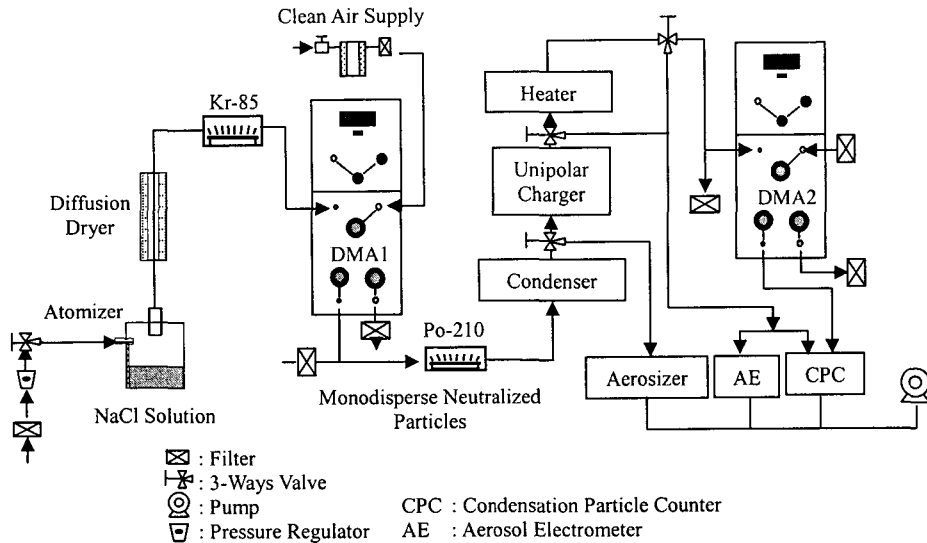 Clean Air Supply
Kr-85
Heater
Diffusion
Dryer
Unipolar
Charger
DMA1
DMA2
Atomizer
Condenser
Po-210
NaCl Solution
Monodisperse Neutralized
Particles
Aerosizer
AE
CPC
: Filter
: 3-Ways Valve
: Pump
: Pressure Regulator
CPC : Condensation Particle Counter
AE : Aerosol Electrometer